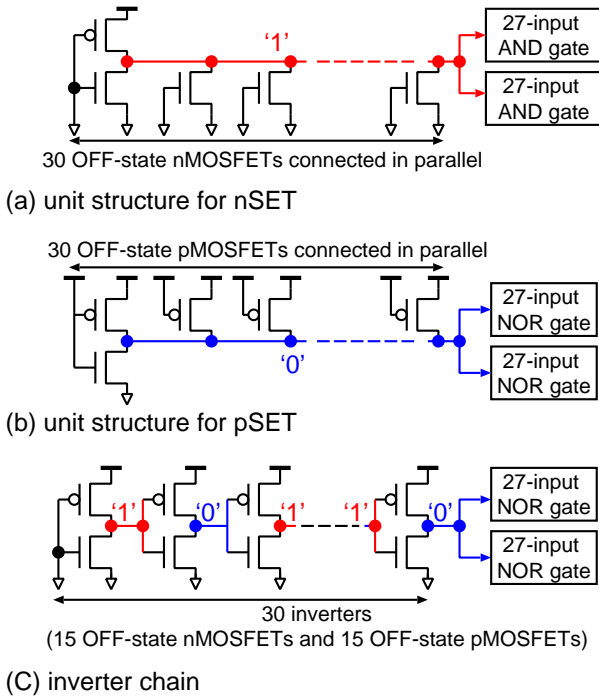 ‘1’
27-input
AND gate
27-input
AND gate
30 OFF-state nMOSFETs connected in parallel
(a) unit structure for nSET
30 OFF-state pMOSFETs connected in parallel
27-input
NOR gate
‘0’
27-input
NOR gate
(b) unit structure for pSET
‘1’ ‘0’ ‘1’ ‘1’ ‘0’
27-input
NOR gate
27-input
NOR gate
30 inverters
(15 OFF-state nMOSFETs and 15 OFF-state pMOSFETs)
(C) inverter chain